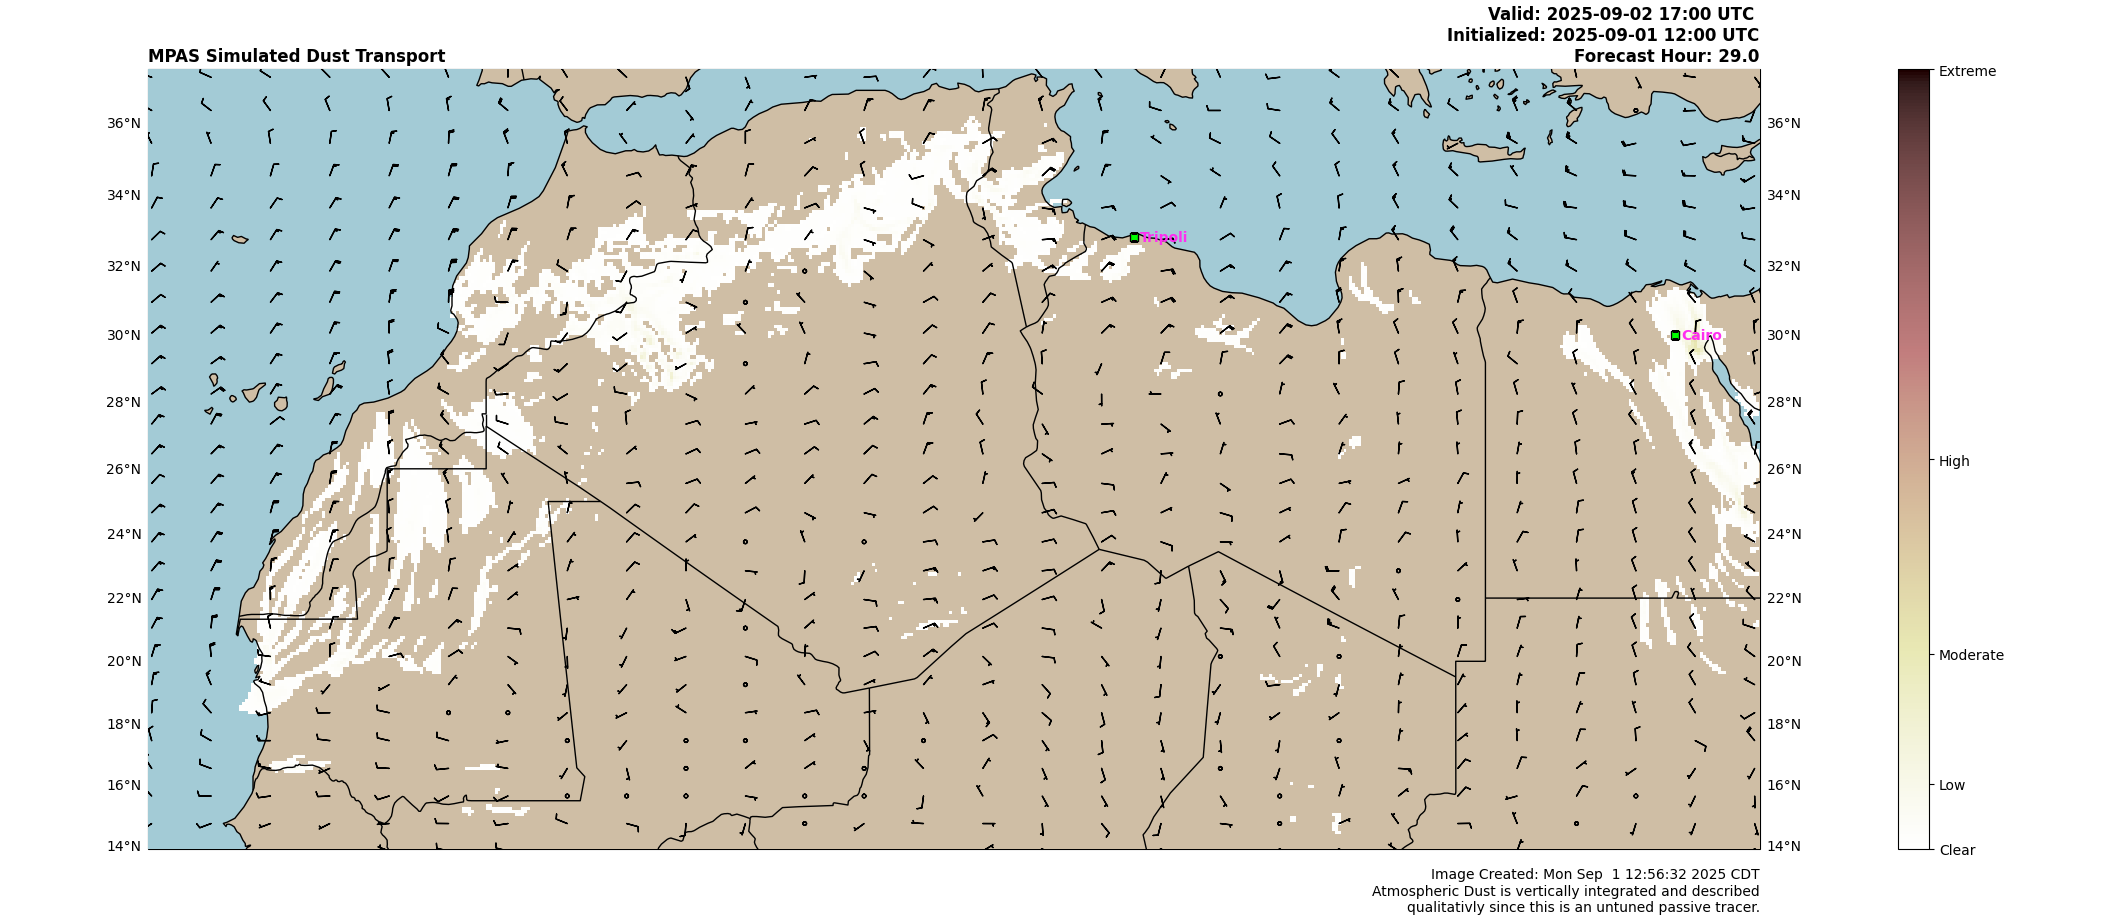 Valid: 2025-09-02 17:00 UTC
Initialized: 2025-09-01 12:00 UTC
MPAS Simulated Dust Transport
Forecast Hour: 29.0
Extreme
36°N
36°N
34°N
34°N
Tripoli
32°N
32°N
30°N
Cairo
30°N
28°N
28°N
26°N
26°N
High
24°N
24°N
22°N
22°N
20°N
20°N
Moderate
18°N
18°N
16°N
16°N
Low
14°N
14°N
Clear
Image Created: Mon Sep  1 12:56:32 2025 CDT
Atmospheric Dust is vertically integrated and described
qualitativly since this is an untuned passive tracer.